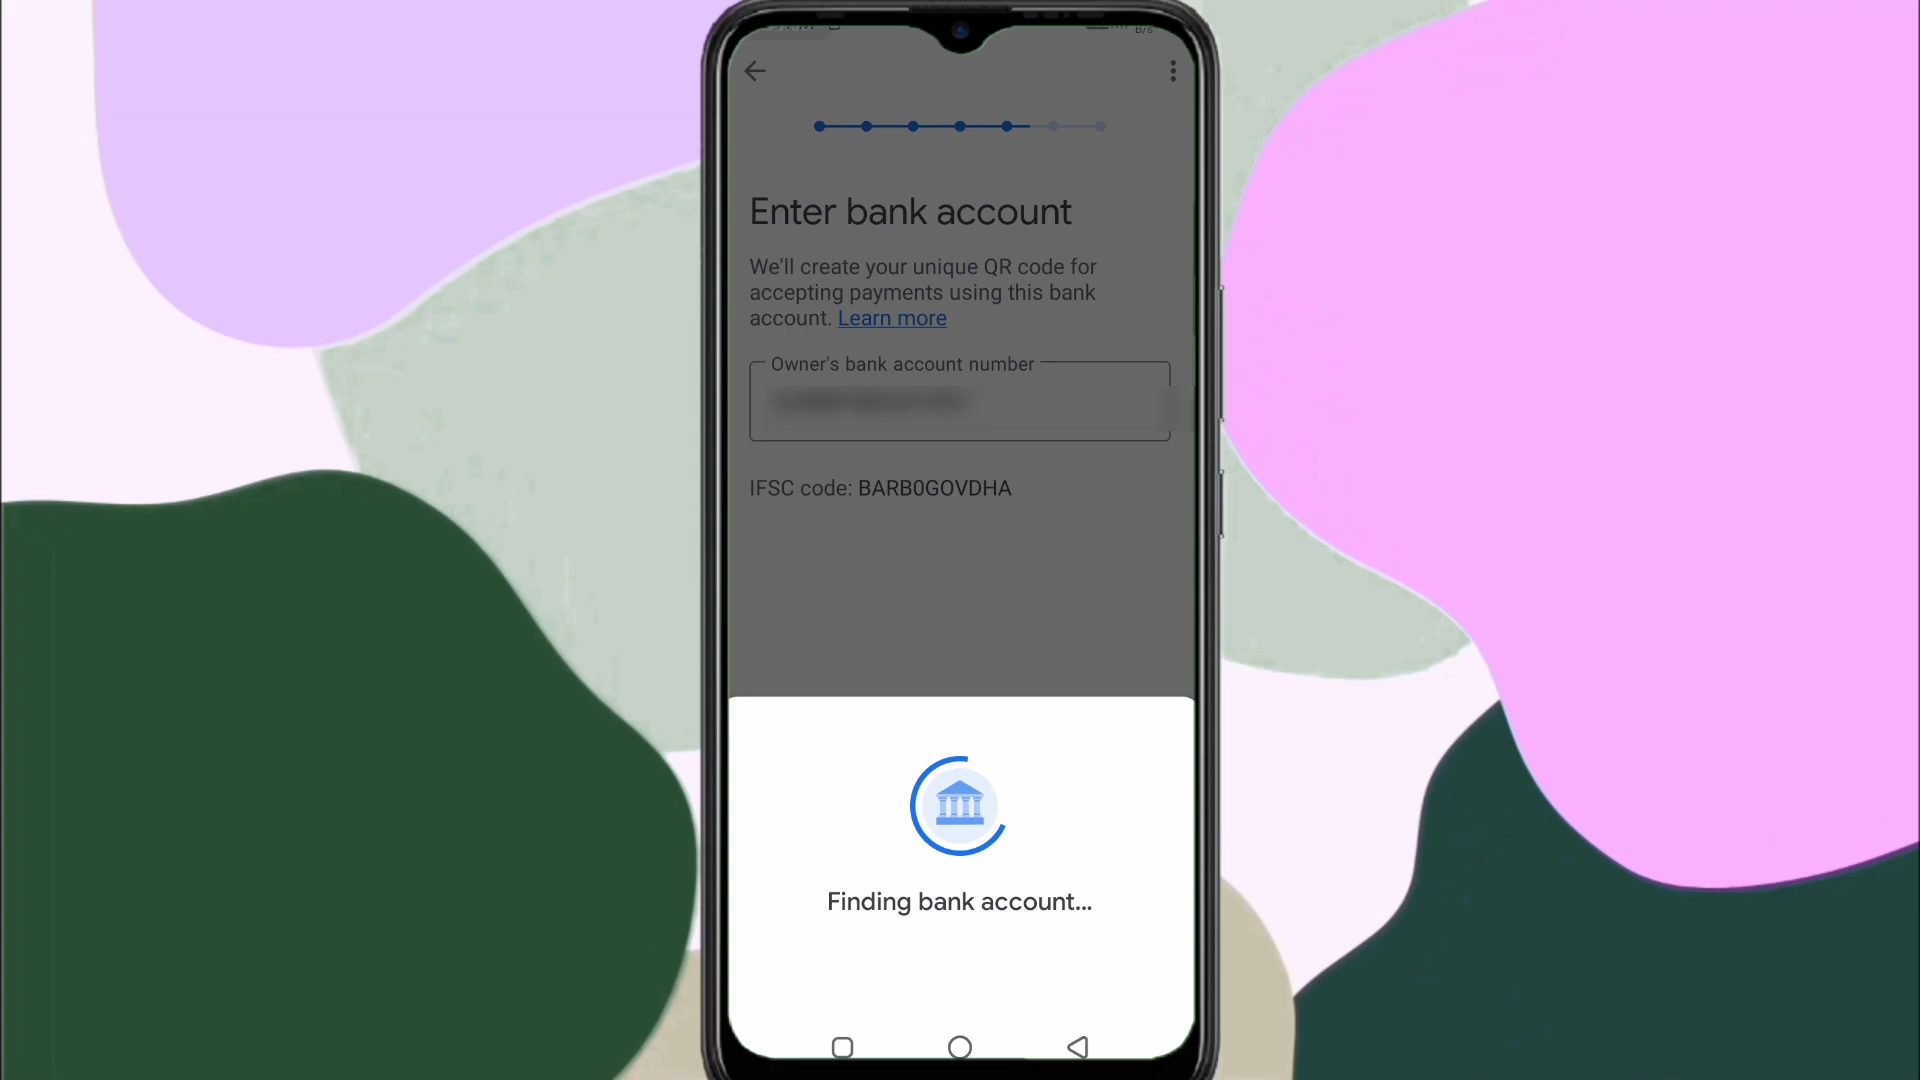 B/s
Enter bank account
We'll create your unique QR code for
accepting payments using this bank
account. Learn more
Owner's bank account number
IFSC code: BARB0GOVDHA
Finding bank account...